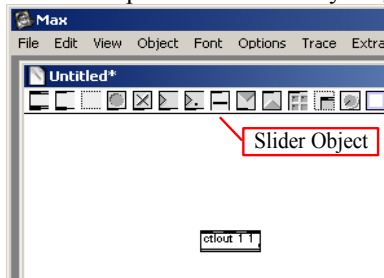 Max
File Edit View Object Font Options Trace Extra
Untitled*
Slider Object
ctlout 1 1